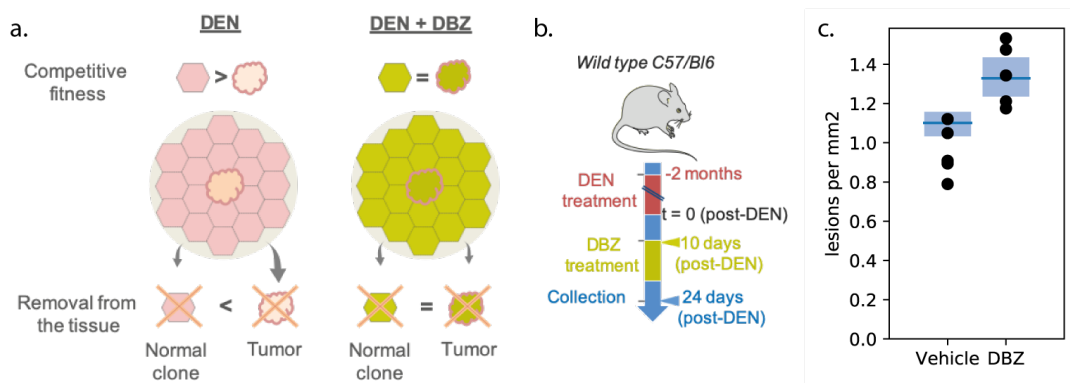 a.
DEN
DEN + DBZ
Competitive
fitness
>
=
Removal from
the tissue
<
=
Normal
clone
Tumor
Normal
clone
Tumor
b.
Wild type C57/Bl6
DEN
treatment
-2 months
t = 0 (post-DEN)
DBZ
treatment
10 days
(post-DEN)
Collection
24 days
(post-DEN)
c.
lesions per mm2
1.4
1.2
1.0
0.8
0.6
0.4
0.2
0.0
Vehicle
DBZ